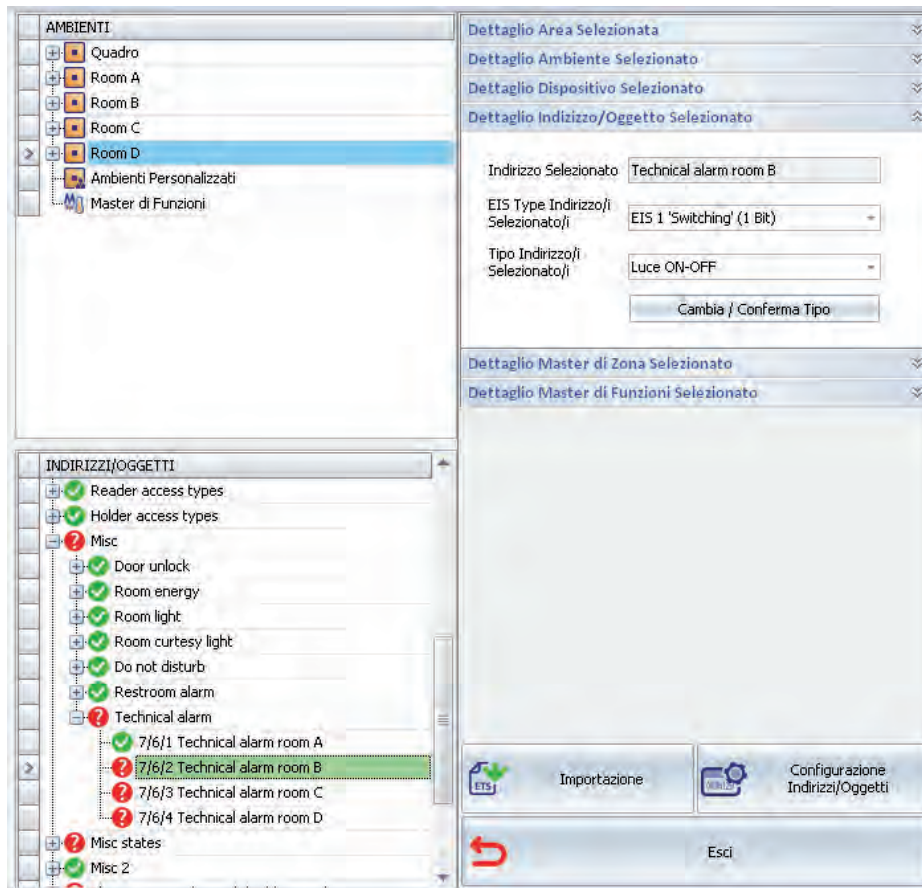 AMBIENTI
Quadro
Room A
Room B
Room C
Room D
Ambienti Personalizzati
Master di Funzioni
INDIRIZZI/OGGETTI
Reader access types
Holder access types
Misc
Door unlock
Room energy
Room light
Room curtesy light
Do not disturb
Restroom alarm
Technical alarm
7/6/1 Technical alarm room A
7/6/2 Technical alarm room B
7/6/3 Technical alarm room C
7/6/4 Technical alarm room D
Misc states
Misc 2
Dettaglio Area Selezionata
Dettaglio Ambiente Selezionato
Dettaglio Dispositivo Selezionato
Dettaglio Indizizzo/Oggetto Selezionato
Indirizzo Selezionato Technical alarm room B
EIS Type Indirizzo/i
Selezionato/i
EIS 1 'Switching' (1 Bit)
Tipo Indirizzo/i
Selezionato/i
Luce ON-OFF
Cambia / Conferma Tipo
Dettaglio Master di Zona Selezionato
Dettaglio Master di Funzioni Selezionato
ETS
Importazione
Configurazione
Indirizzi/Oggetti
Esci